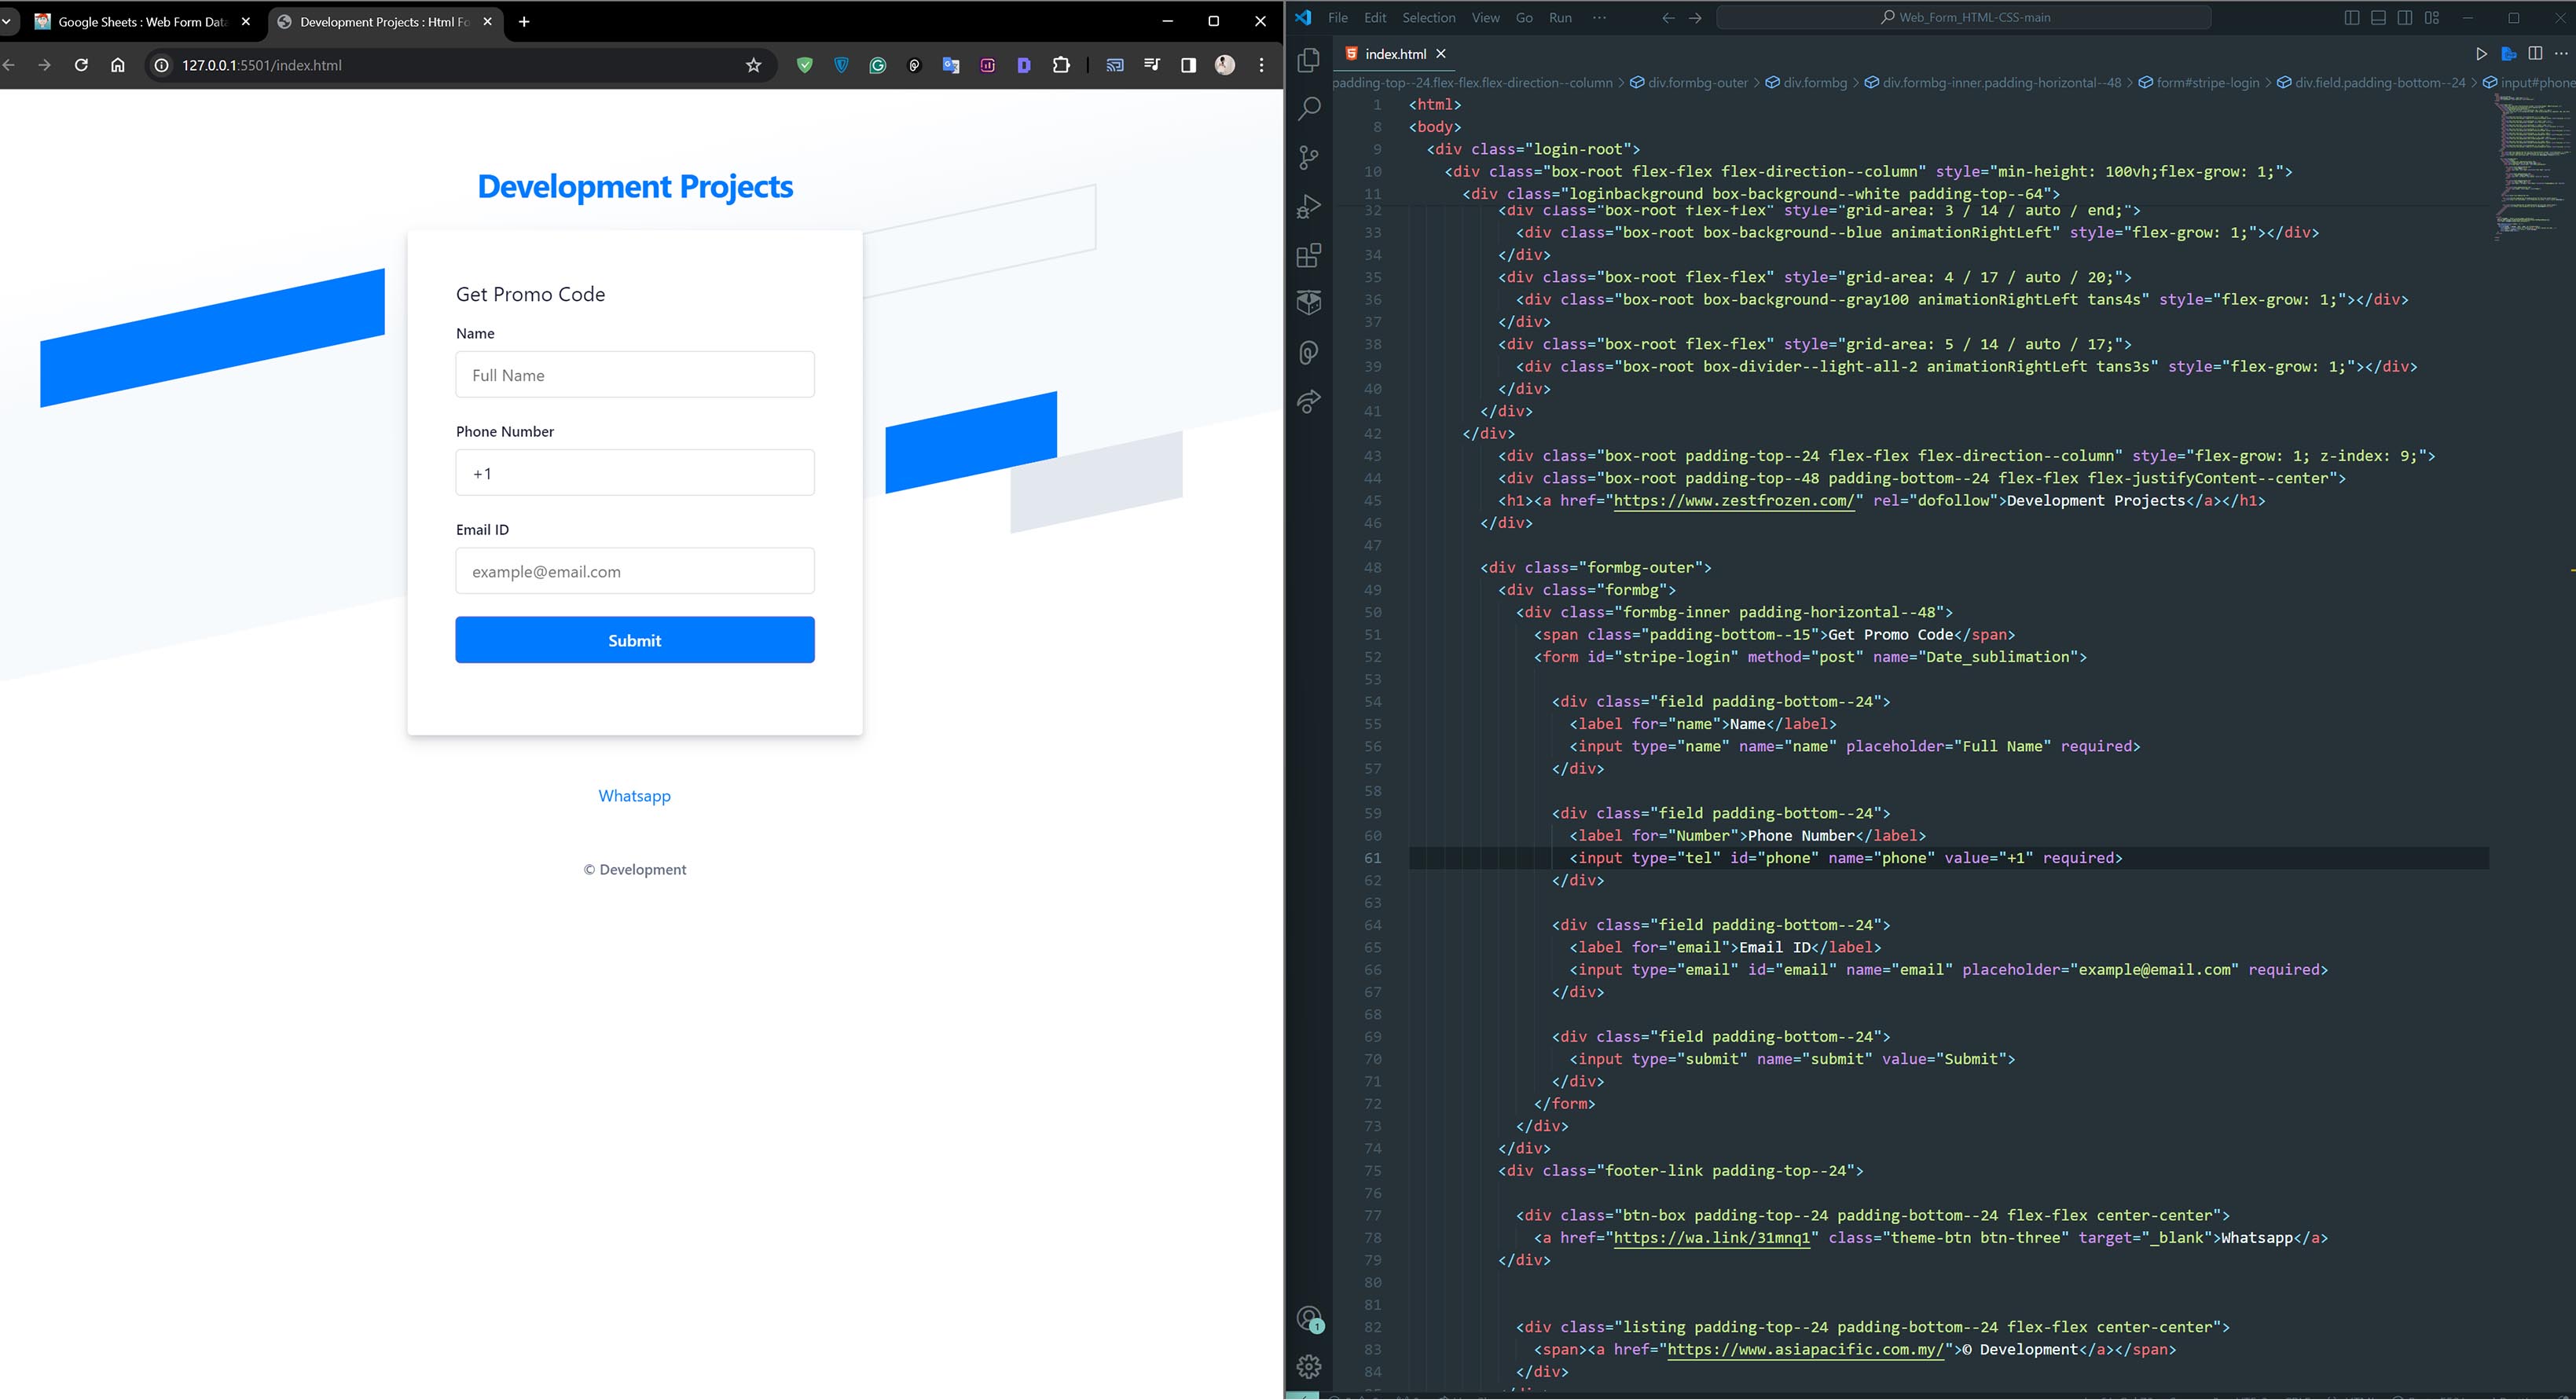 Google Sheets : Web Form Data
Development Projects : Html Fo
127.0.0.1:5501/index.html
Development Projects
Get Promo Code
Name
Full Name
Phone Number
+1
Email ID
example@email.com
Submit
Whatsapp
© Development
File Edit Selection View Go Run ···
Web_Form_HTML-CSS-main
index.html
padding-top--24.flex-flex.flex-direction--column > div.formbg-outer > div.formbg > div.formbg-inner.padding-horizontal--48 > form#stripe-login > div.field.padding-bottom--24 > input#phone
1 <html>
8 <body>
9 <div class="login-root">
10 <div class="box-root flex-flex flex-direction--column" style="min-height: 100vh;flex-grow: 1;">
11 <div class="loginbackground box-background--white padding-top--64">
32 <div class="box-root flex-flex" style="grid-area: 3 / 14 / auto / end;">
33 <div class="box-root box-background--blue animationRightLeft" style="flex-grow: 1;"></div>
34 </div>
35 <div class="box-root flex-flex" style="grid-area: 4 / 17 / auto / 20;">
36 <div class="box-root box-background--gray100 animationRightLeft tans4s" style="flex-grow: 1;"></div>
37 </div>
38 <div class="box-root flex-flex" style="grid-area: 5 / 14 / auto / 17;">
39 <div class="box-root box-divider--light-all-2 animationRightLeft tans3s" style="flex-grow: 1;"></div>
40 </div>
41 </div>
42 </div>
43 <div class="box-root padding-top--24 flex-flex flex-direction--column" style="flex-grow: 1; z-index: 9;">
44 <div class="box-root padding-top--48 padding-bottom--24 flex-flex flex-justifyContent--center">
45 <h1><a href="https://www.zestfrozen.com/" rel="dofollow">Development Projects</a></h1>
46 </div>
47
48 <div class="formbg-outer">
49 <div class="formbg">
50 <div class="formbg-inner padding-horizontal--48">
51 <span class="padding-bottom--15">Get Promo Code</span>
52 <form id="stripe-login" method="post" name="Date_sublimation">
53
54 <div class="field padding-bottom--24">
55 <label for="name">Name</label>
56 <input type="name" name="name" placeholder="Full Name" required>
57 </div>
58
59 <div class="field padding-bottom--24">
60 <label for="Number">Phone Number</label>
61 <input type="tel" id="phone" name="phone" value="+1" required>
62 </div>
63
64 <div class="field padding-bottom--24">
65 <label for="email">Email ID</label>
66 <input type="email" id="email" name="email" placeholder="example@email.com" required>
67 </div>
68
69 <div class="field padding-bottom--24">
70 <input type="submit" name="submit" value="Submit">
71 </div>
72 </form>
73 </div>
74 </div>
75 <div class="footer-link padding-top--24">
76
77 <div class="btn-box padding-top--24 padding-bottom--24 flex-flex center-center">
78 <a href="https://wa.link/31mnq1" class="theme-btn btn-three" target="_blank">Whatsapp</a>
79 </div>
80
81
82 <div class="listing padding-top--24 padding-bottom--24 flex-flex center-center">
83 <span><a href="https://www.asiapacific.com.my/">© Development</a></span>
84 </div>
1